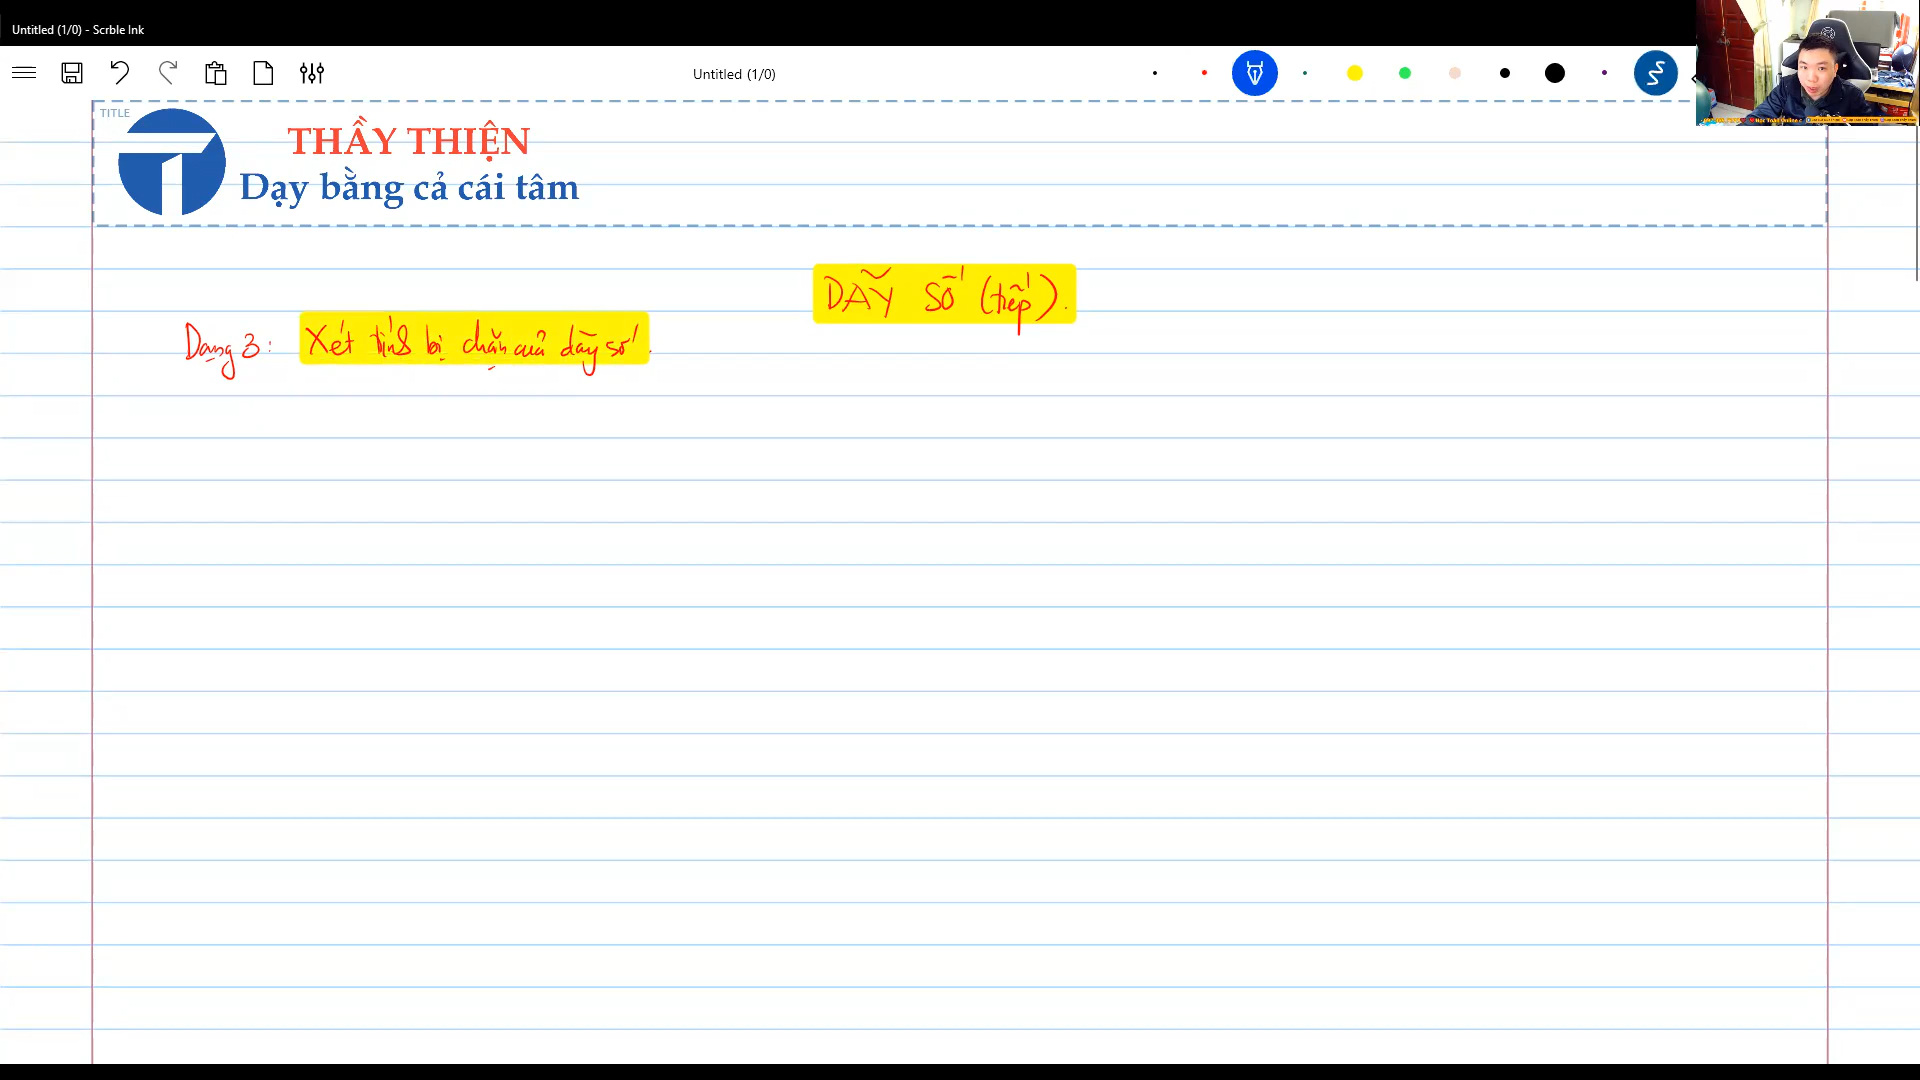 Untitled (1/0) - Scrble Ink
Untitled (1/0)
TITLE
THẦY THIỆN
Dạy bằng cả cái tâm
DÃY SỐ (tiếp).
Dạng 3: Xét tính bị chặn của dãy số.